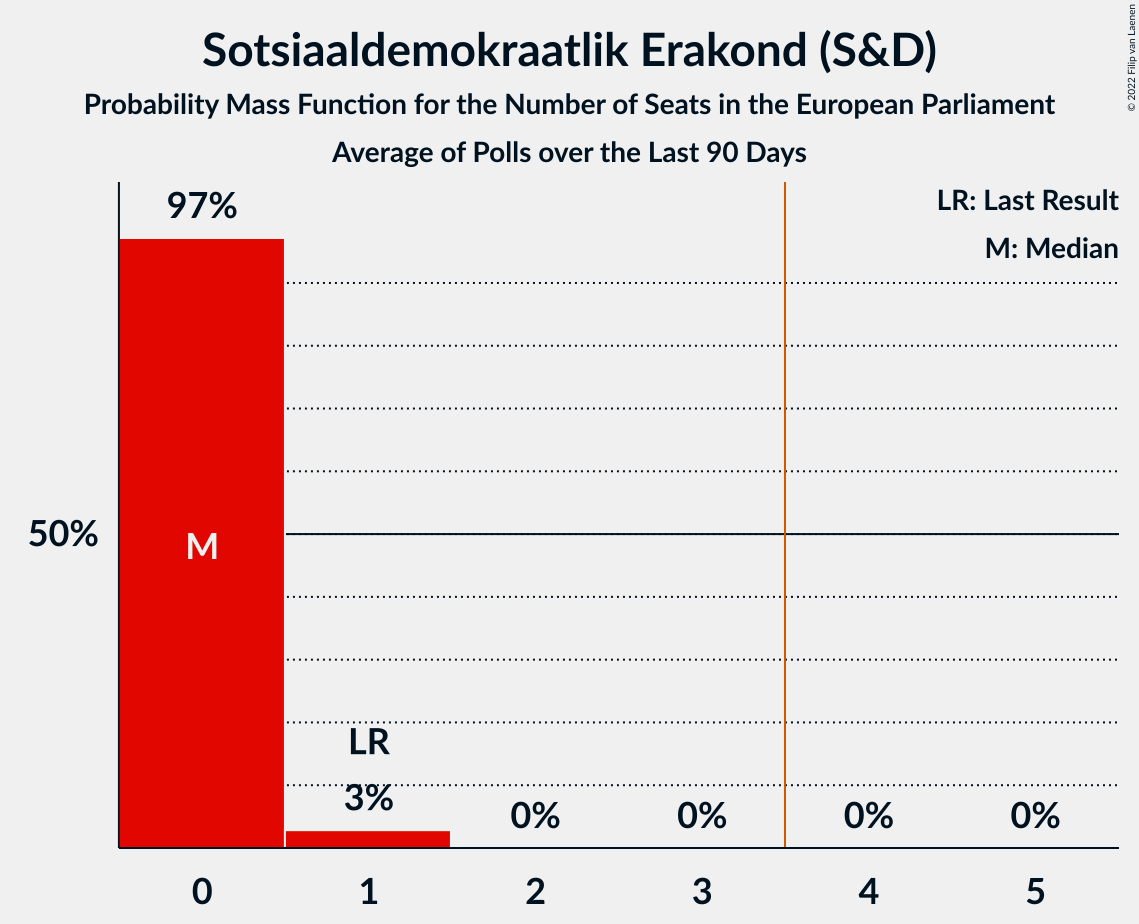 Sotsiaaldemokraatlik Erakond (S&D)
Probability Mass Function for the Number of Seats in the European Parliament
Average of Polls over the Last 90 Days
© 2022 Filip van Laenen
LR: Last Result
M: Median
97%
50%
M
LR
3%
0%
0%
0%
0%
0
1
2
3
4
5